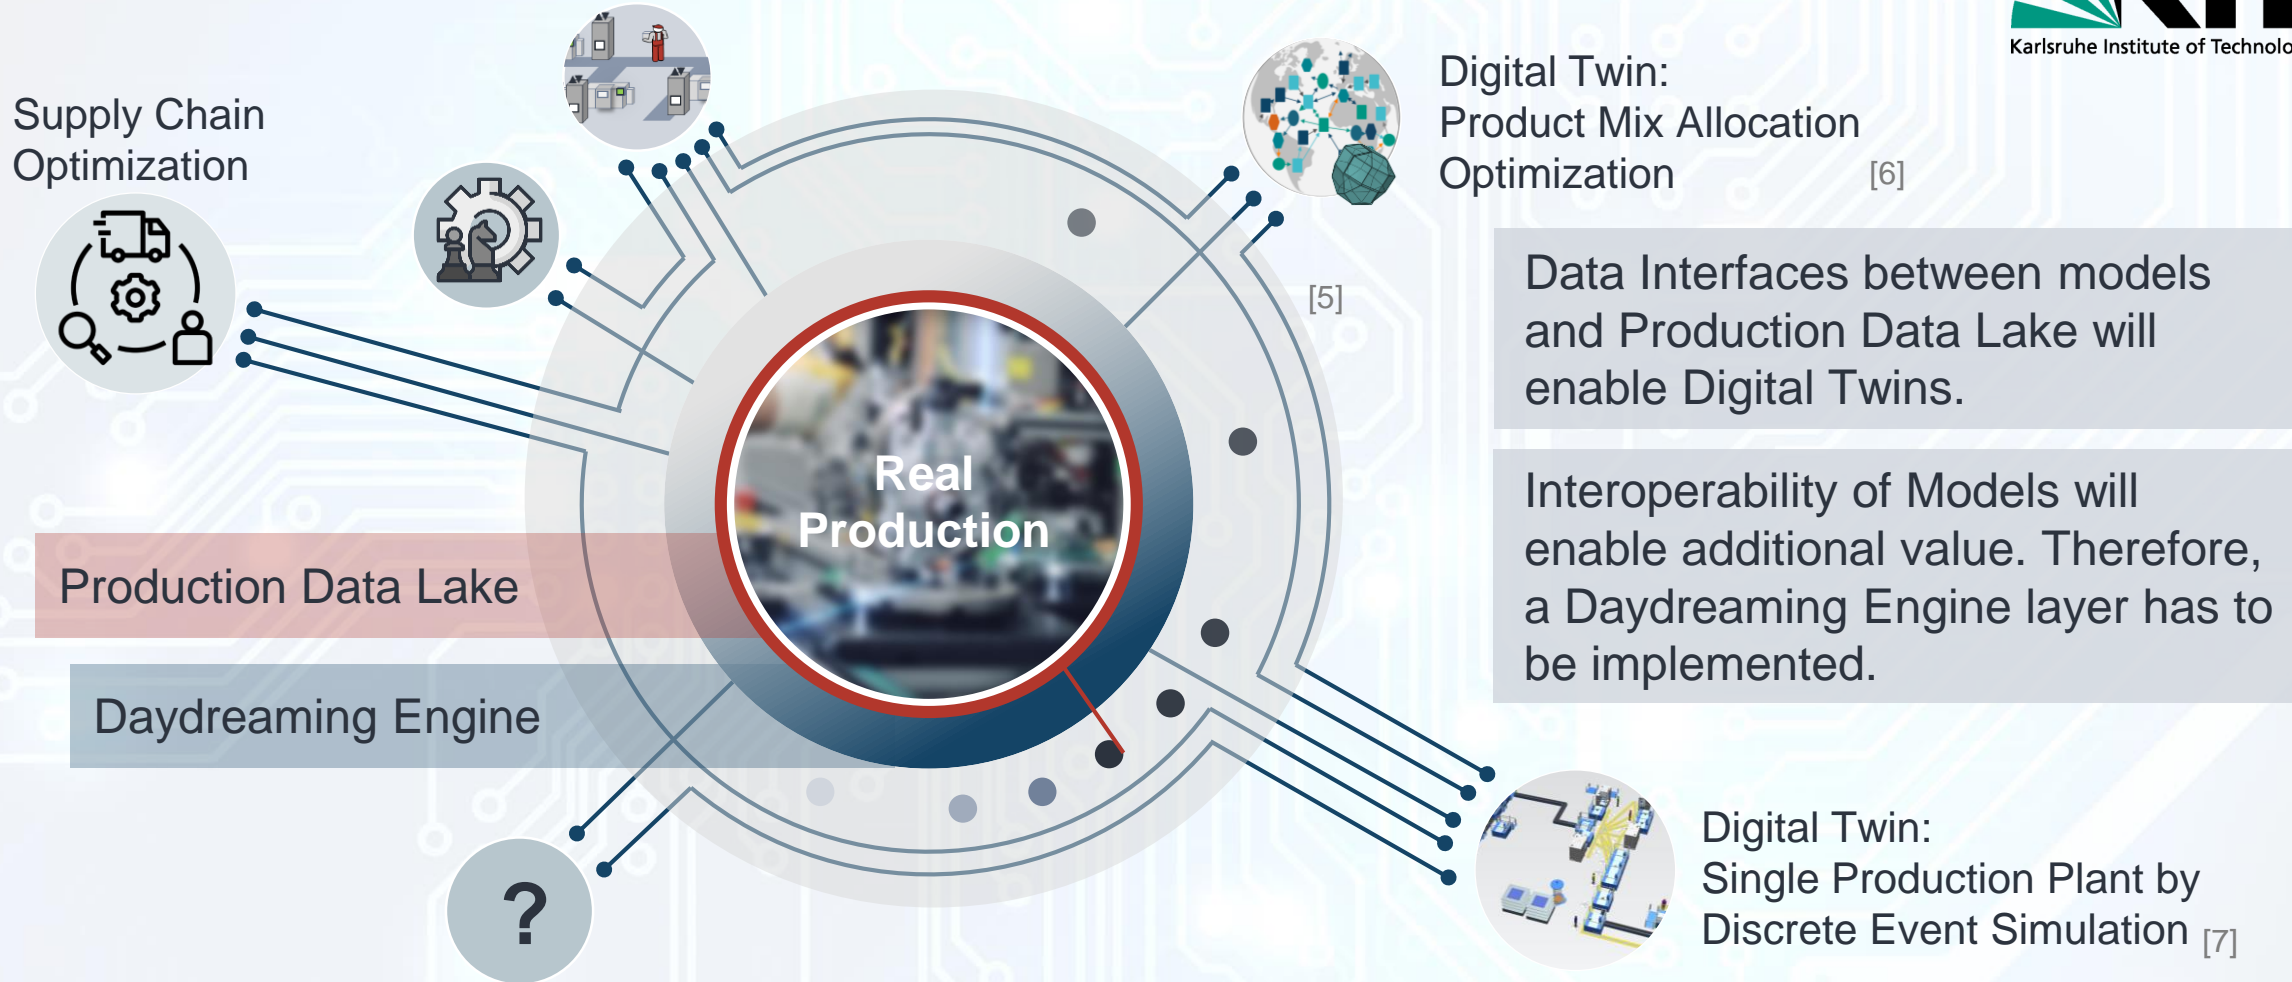 Karlsruhe Institute of Technolo
Supply Chain
Optimization
Digital Twin:
Product Mix Allocation
Optimization [6]
[5]
Data Interfaces between models
and Production Data Lake will
enable Digital Twins.
Interoperability of Models will
enable additional value. Therefore,
a Daydreaming Engine layer has to
be implemented.
Real
Production
Production Data Lake
Daydreaming Engine
?
Digital Twin:
Single Production Plant by
Discrete Event Simulation [7]